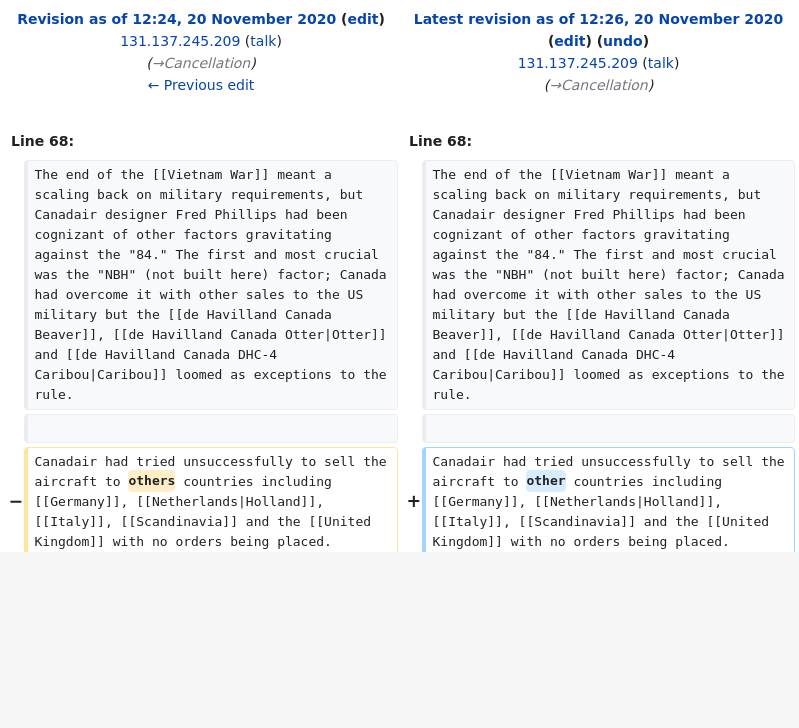 Revision as of 12:24, 20 November 2020 (edit)
131.137.245.209 (talk)
(→Cancellation)
← Previous edit
Latest revision as of 12:26, 20 November 2020
(edit) (undo)
131.137.245.209 (talk)
(→Cancellation)
Line 68:
The end of the [[Vietnam War]] meant a
scaling back on military requirements, but
Canadair designer Fred Phillips had been
cognizant of other factors gravitating
against the "84." The first and most crucial
was the "NBH" (not built here) factor; Canada
had overcome it with other sales to the US
military but the [[de Havilland Canada
Beaver]], [[de Havilland Canada Otter|Otter]]
and [[de Havilland Canada DHC-4
Caribou|Caribou]] loomed as exceptions to the
rule.
Line 68:
The end of the [[Vietnam War]] meant a
scaling back on military requirements, but
Canadair designer Fred Phillips had been
cognizant of other factors gravitating
against the "84." The first and most crucial
was the "NBH" (not built here) factor; Canada
had overcome it with other sales to the US
military but the [[de Havilland Canada
Beaver]], [[de Havilland Canada Otter|Otter]]
and [[de Havilland Canada DHC-4
Caribou|Caribou]] loomed as exceptions to the
rule.
Canadair had tried unsuccessfully to sell the
aircraft to others countries including
− [[Germany]], [[Netherlands|Holland]],
[[Italy]], [[Scandinavia]] and the [[United
Kingdom]] with no orders being placed.
Canadair had tried unsuccessfully to sell the
aircraft to other countries including
+ [[Germany]], [[Netherlands|Holland]],
[[Italy]], [[Scandinavia]] and the [[United
Kingdom]] with no orders being placed.